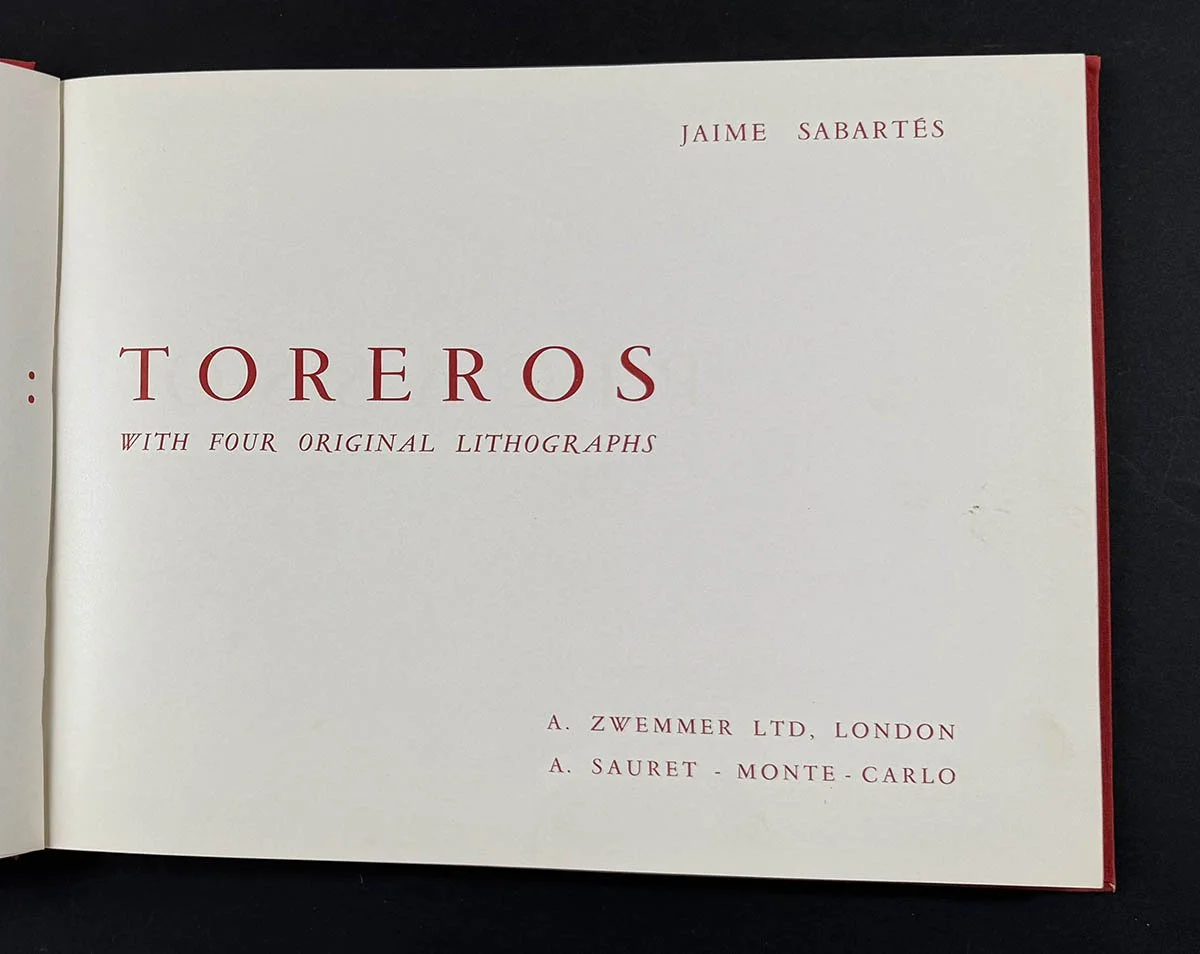 JAIME SABARTÉS
:
TOREROS
WITH FOUR ORIGINAL LITHOGRAPHS
A. ZWEMMER LTD, LONDON
A. SAURET - MONTE-CARLO